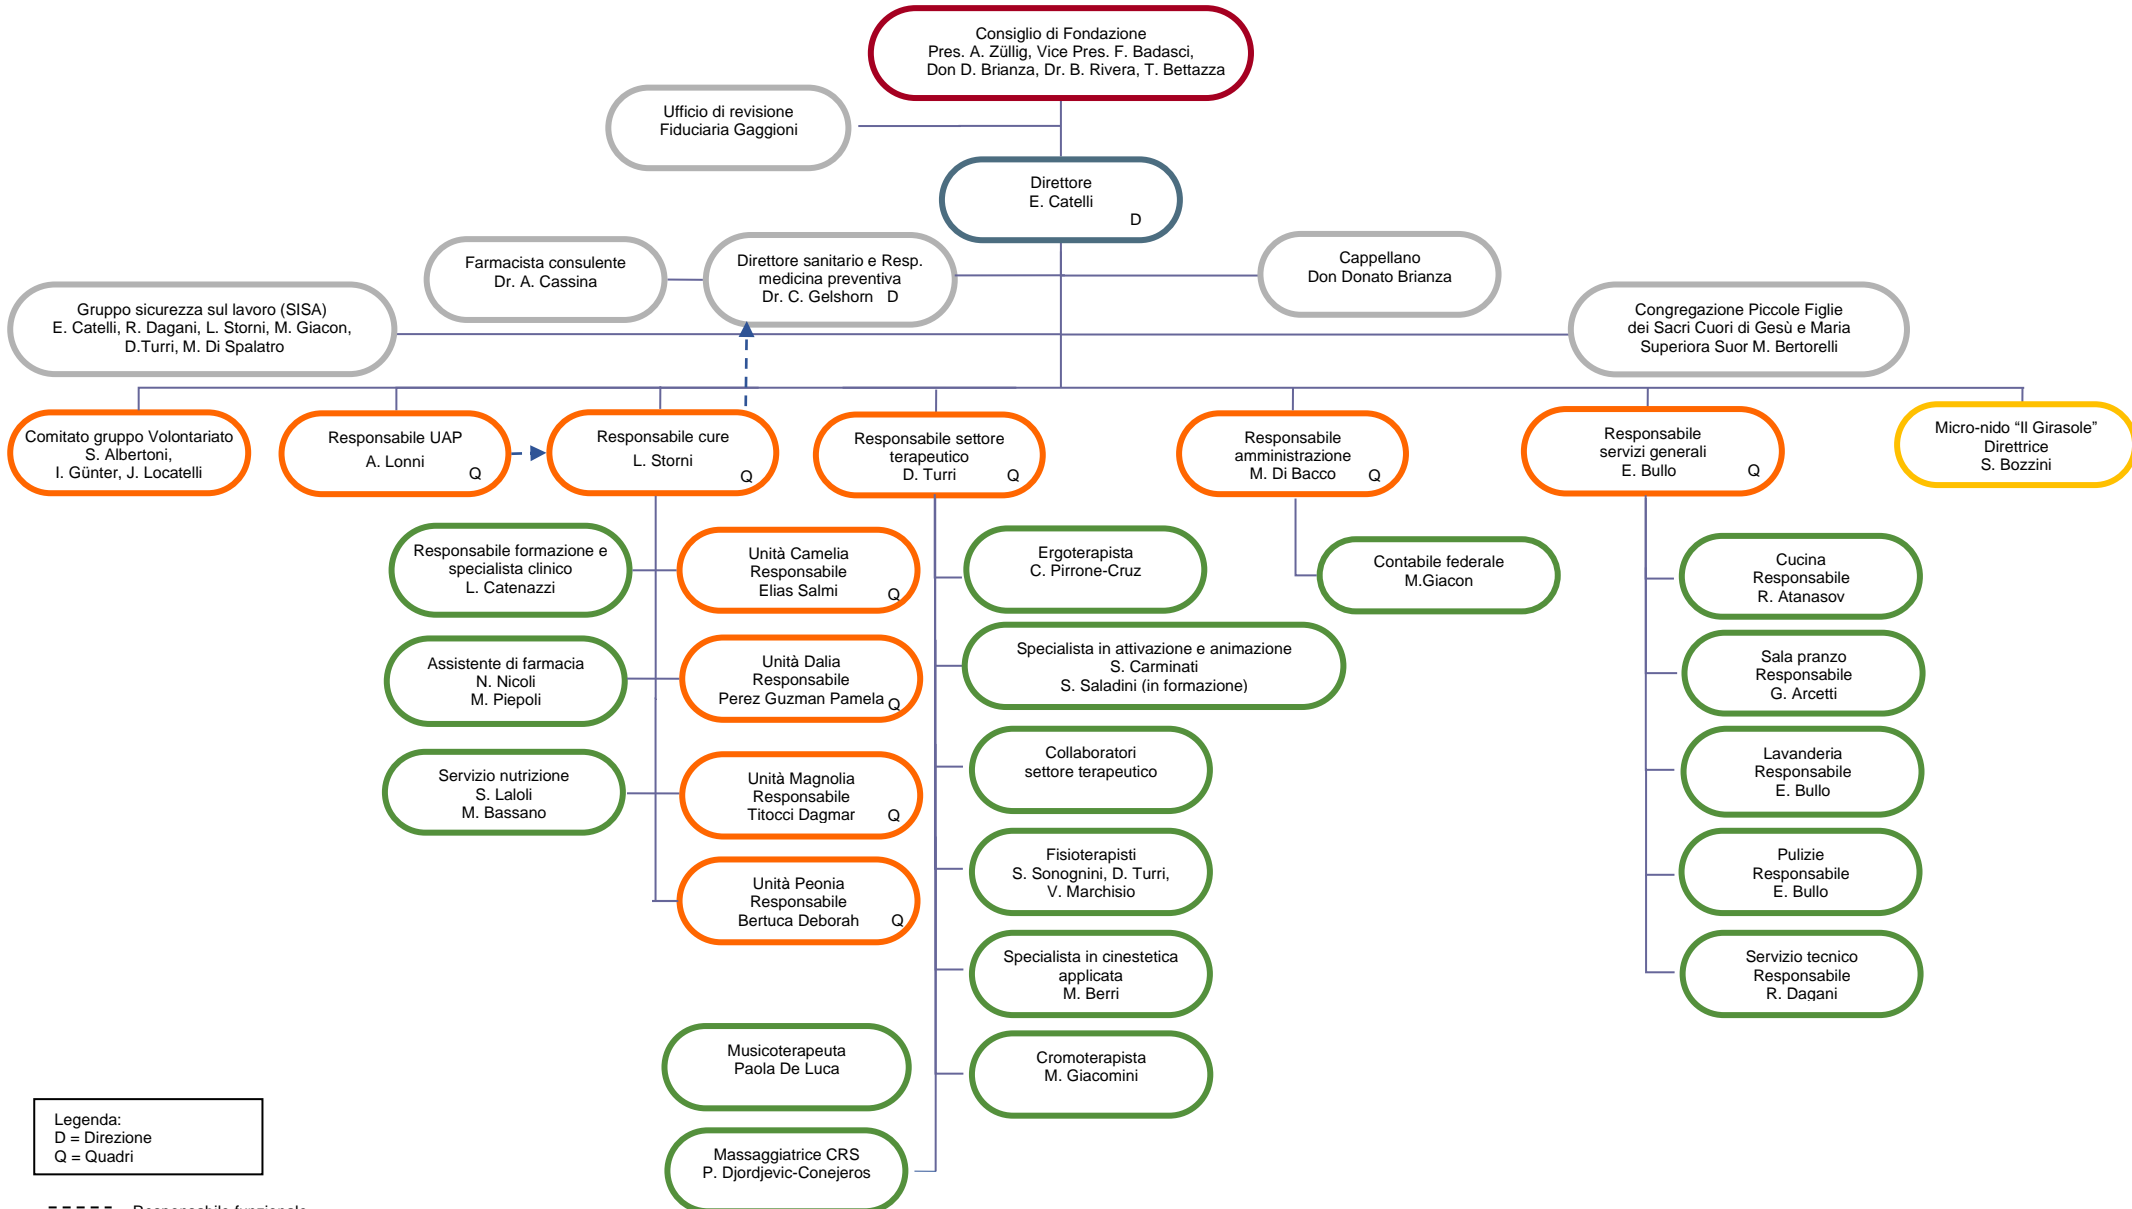 Consiglio di Fondazione
Pres. A. Züllig, Vice Pres. F. Badasci,
Don D. Brianza, Dr. B. Rivera, T. Bettazza
Ufficio di revisione
Fiduciaria Gaggioni
Direttore
E. Catelli
D
Farmacista consulente
Dr. A. Cassina
Direttore sanitario e Resp.
medicina preventiva
Dr. C. Gelshorn D
Cappellano
Don Donato Brianza
Gruppo sicurezza sul lavoro (SISA)
E. Catelli, R. Dagani, L. Storni, M. Giacon,
D.Turri, M. Di Spalatro
Congregazione Piccole Figlie
dei Sacri Cuori di Gesù e Maria
Superiora Suor M. Bertorelli
Comitato gruppo Volontariato
S. Albertoni,
I. Günter, J. Locatelli
Responsabile UAP
A. Lonni
Q
Responsabile cure
L. Storni
Q
Responsabile settore
terapeutico
D. Turri Q
Responsabile
amministrazione
M. Di Bacco Q
Responsabile
servizi generali
E. Bullo Q
Micro-nido “Il Girasole”
Direttrice
S. Bozzini
Responsabile formazione e
specialista clinico
L. Catenazzi
Assistente di farmacia
N. Nicoli
M. Piepoli
Servizio nutrizione
S. Laloli
M. Bassano
Unità Camelia
Responsabile
Elias Salmi Q
Unità Dalia
Responsabile
Perez Guzman Pamela Q
Unità Magnolia
Responsabile
Titocci Dagmar Q
Unità Peonia
Responsabile
Bertuca Deborah Q
Ergoterapista
C. Pirrone-Cruz
Specialista in attivazione e animazione
S. Carminati
S. Saladini (in formazione)
Collaboratori
settore terapeutico
Fisioterapisti
S. Sonognini, D. Turri,
V. Marchisio
Specialista in cinestetica
applicata
M. Berri
Cromoterapista
M. Giacomini
Musicoterapeuta
Paola De Luca
Massaggiatrice CRS
P. Djordjevic-Conejeros
Contabile federale
M.Giacon
Cucina
Responsabile
R. Atanasov
Sala pranzo
Responsabile
G. Arcetti
Lavanderia
Responsabile
E. Bullo
Pulizie
Responsabile
E. Bullo
Servizio tecnico
Responsabile
R. Dagani
Legenda:
D = Direzione
Q = Quadri
Responsabile funzionale